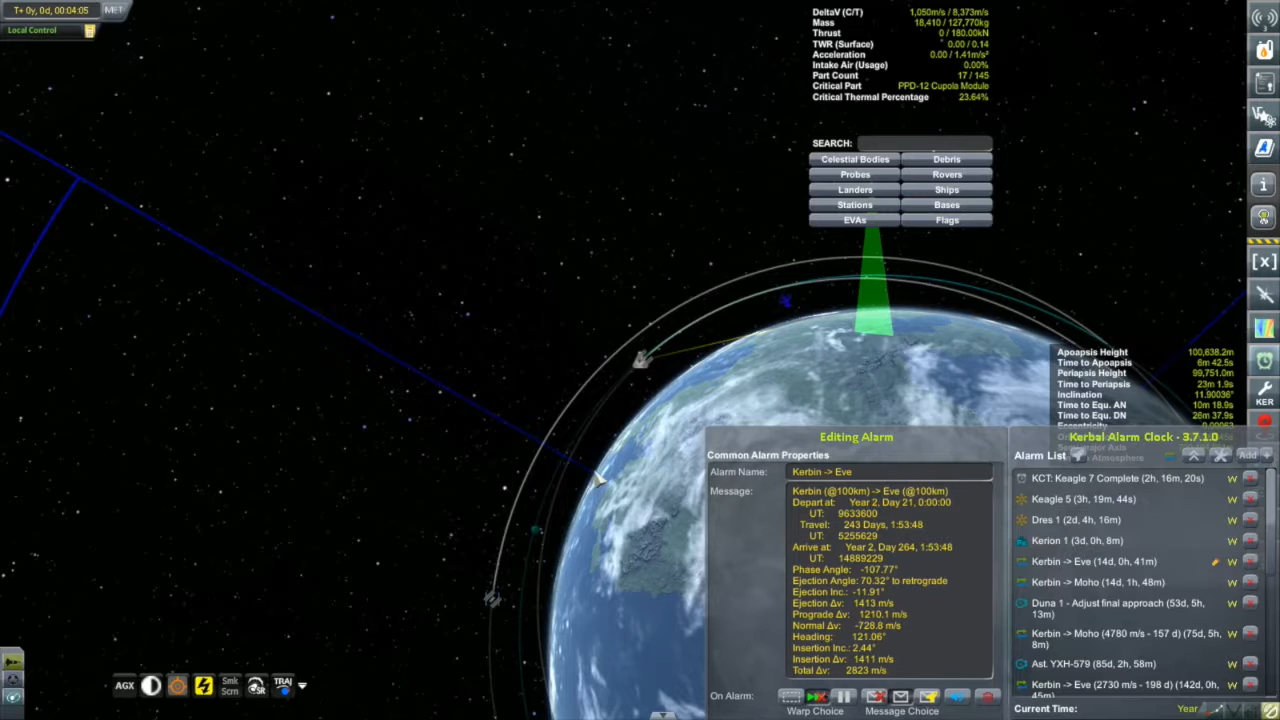 T+ 0y, 0d, 00:04:05 MET
Local Control
DeltaV (C/T) 1,050m/s / 8,373m/s
Mass 18,410 / 127,770kg
Thrust 0 / 180.00kN
TWR (Surface) 0.00 / 0.14
Acceleration 0.00 / 1.41m/s²
Intake Air (Usage) 0.00%
Part Count 17 / 145
Critical Part PPD-12 Cupola Module
Critical Thermal Percentage 23.64%
SEARCH:
Celestial Bodies Debris
Probes Rovers
Landers Ships
Stations Bases
EVAs Flags
Apoapsis Height 100,638.2m
Time to Apoapsis 6m 42.5s
Periapsis Height 99,751.0m
Time to Periapsis 23m 1.9s
Inclination 11.90036°
Time to Equ. AN 10m 18.9s
Time to Equ. DN 26m 37.9s
KER
Editing Alarm
Common Alarm Properties
Alarm Name: Kerbin -> Eve
Message: Kerbin (@100km) -> Eve (@100km)
Depart at: Year 2, Day 21, 0:00:00
UT: 9633600
Travel: 243 Days, 1:53:48
UT: 5255629
Arrive at: Year 2, Day 264, 1:53:48
UT: 14889229
Phase Angle: -107.77°
Ejection Angle: 70.32° to retrograde
Ejection Inc.: -11.91°
Ejection Δv: 1413 m/s
Prograde Δv: 1210.1 m/s
Normal Δv: -728.8 m/s
Heading: 121.06°
Insertion Inc.: 2.44°
Insertion Δv: 1411 m/s
Total Δv: 2823 m/s
On Alarm:
Warp Choice Message Choice
Kerbal Alarm Clock - 3.7.1.0
Alarm List Add +
Atmosphere
KCT: Keagle 7 Complete (2h, 16m, 20s) W
Keagle 5 (3h, 19m, 44s) W
Dres 1 (2d, 4h, 16m) W
Kerion 1 (3d, 0h, 8m) W
Kerbin -> Eve (14d, 0h, 41m) W
Kerbin -> Moho (14d, 1h, 48m) W
Duna 1 - Adjust final approach (53d, 5h, 13m) W
Kerbin -> Moho (4780 m/s - 157 d) (75d, 5h, 8m) W
Ast. YXH-579 (85d, 2h, 58m) W
Kerbin -> Eve (2730 m/s - 198 d) (142d, 0h, 45m) W
Current Time: Year
AGX
Smk
Scrn
SR
TRAJ